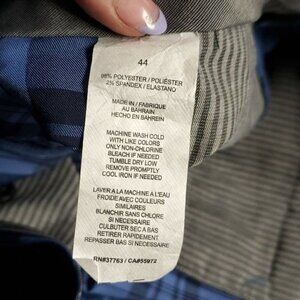 44
98% POLYESTER / POLIÉSTER
2% SPANDEX / ELASTANO
MADE IN / FABRIQUE
AU BAHRAIN
HECHO EN BAHREIN
MACHINE WASH COLD
WITH LIKE COLORS
ONLY NON-CHLORINE
BLEACH IF NEEDED
TUMBLE DRY LOW
REMOVE PROMPTLY
COOL IRON IF NEEDED
LAVER A LA MACHINE A L'EAU
FROIDE AVEC COULEURS
SIMILAIRES
BLANCHIR SANS CHLORE
SI NECESSAIRE
CULBUTER SEC A BAS
RETIRER RAPIDEMENT
REPASSER BAS SI NECESSAIRE
RN#37763 / CA#55972